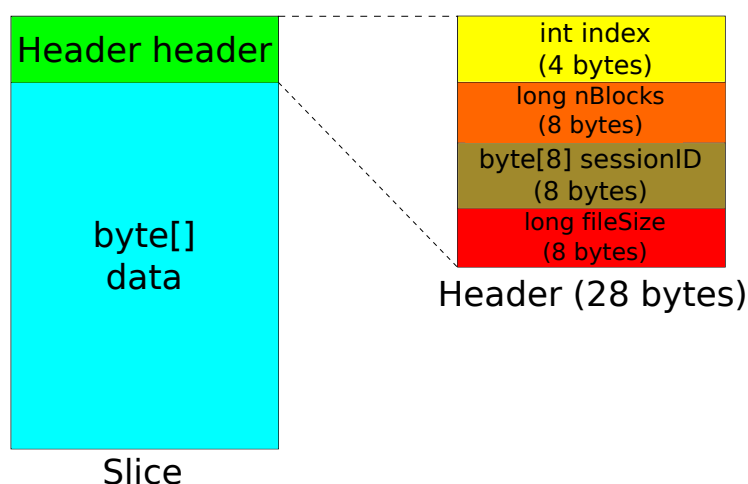 Header header
byte[]
data
Slice
int index
(4 bytes)
long nBlocks
(8 bytes)
byte[8] sessionID
(8 bytes)
long fileSize
(8 bytes)
Header (28 bytes)